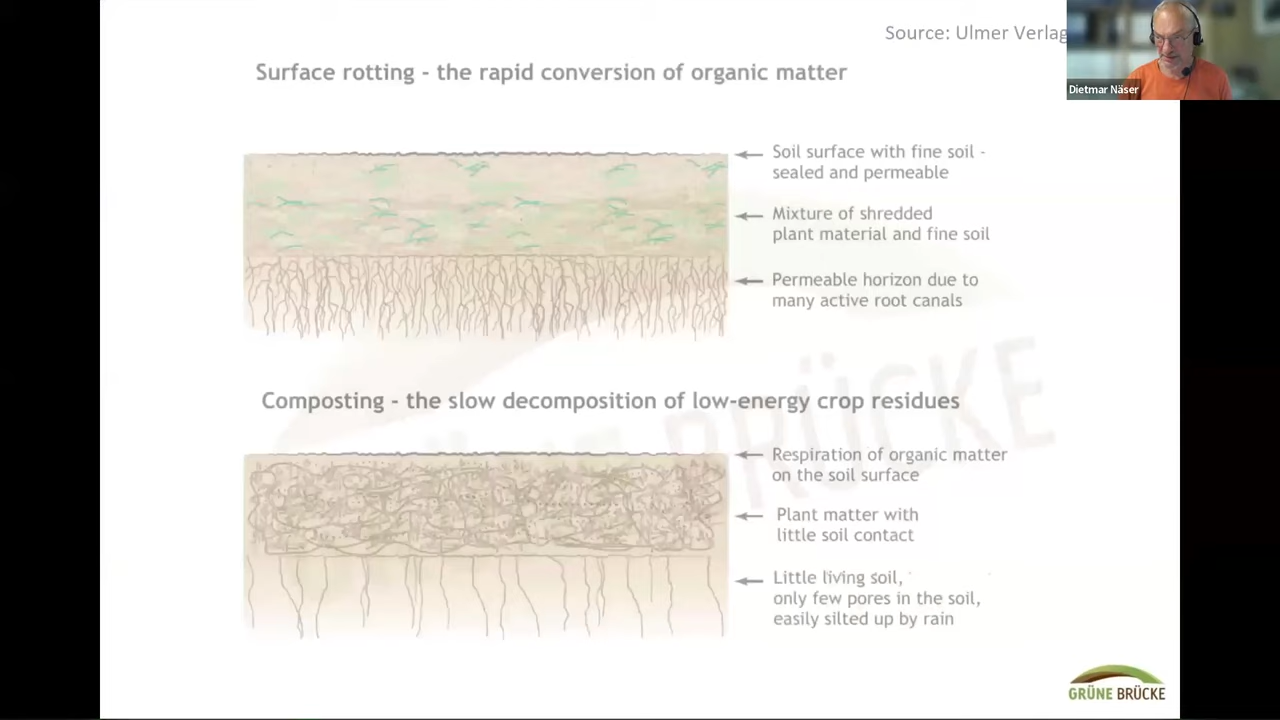 Source: Ulmer Verlag
Dietmar Näser
Surface rotting - the rapid conversion of organic matter
Soil surface with fine soil -
sealed and permeable
Mixture of shredded
plant material and fine soil
Permeable horizon due to
many active root canals
Composting - the slow decomposition of low-energy crop residues
Respiration of organic matter
on the soil surface
Plant matter with
little soil contact
Little living soil,
only few pores in the soil,
easily silted up by rain
BRÜCKE
GRÜNE BRÜCKE